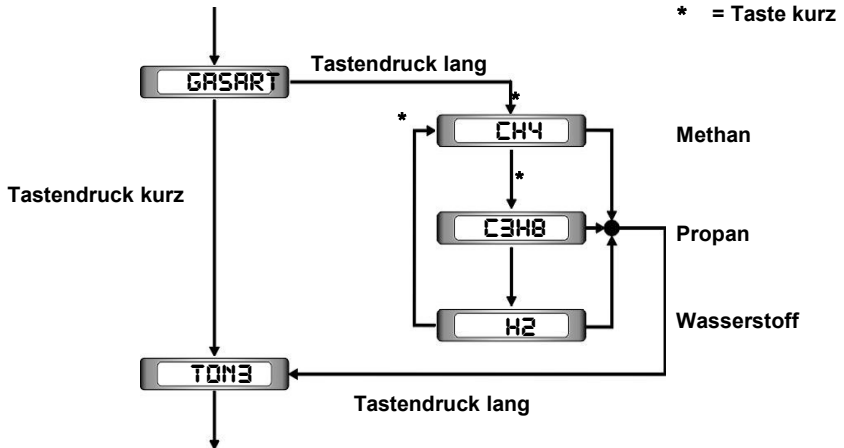 * = Taste kurz
GASART
Tastendruck lang
*
*
CH4
Methan
*
Tastendruck kurz
C3H8
Propan
H2
Wasserstoff
TON3
Tastendruck lang